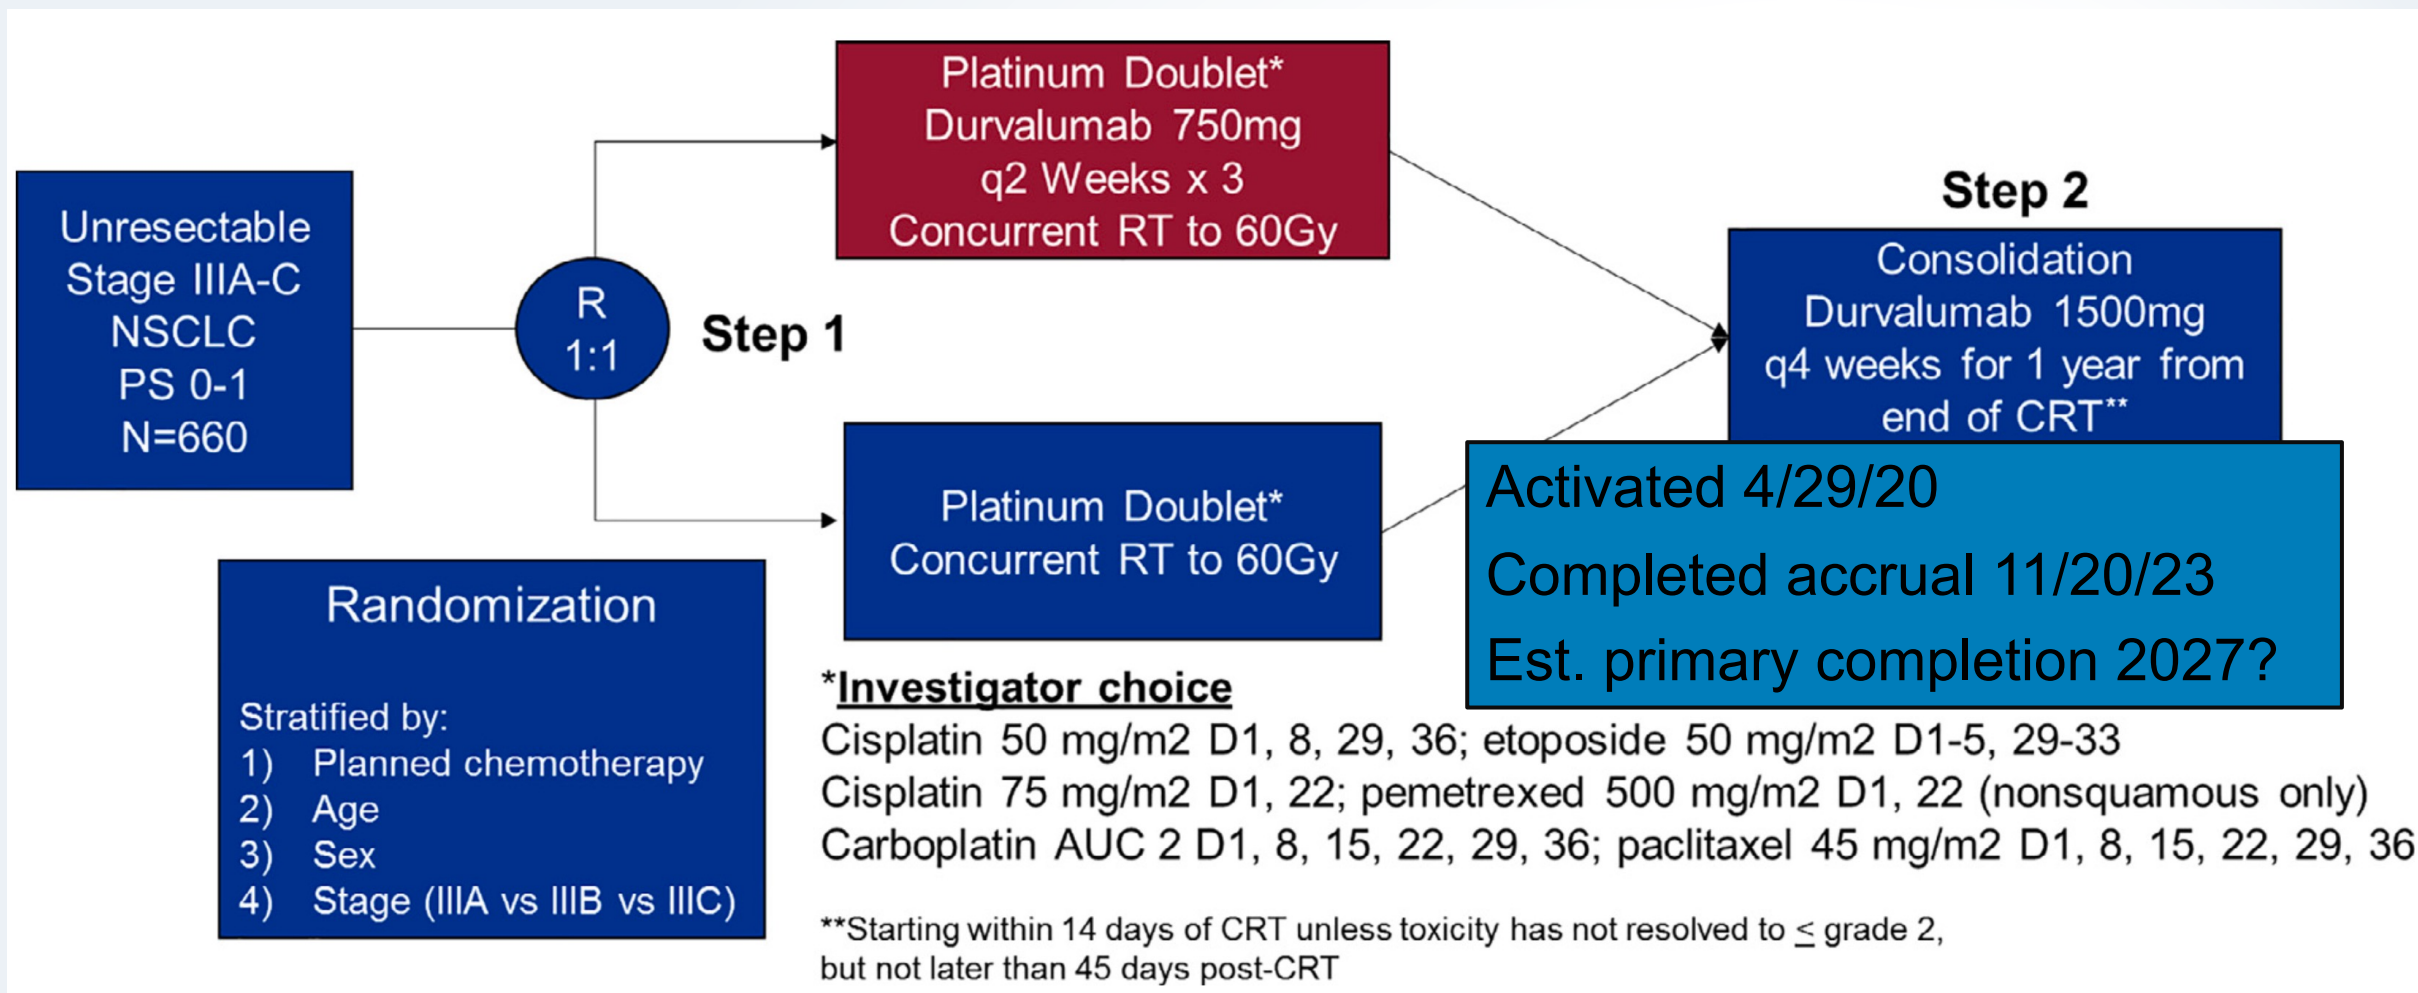 Unresectable
Stage IIIA-C
NSCLC
PS 0-1
N=660
R
1:1
Step 1
Platinum Doublet*
Durvalumab 750mg
q2 Weeks x 3
Concurrent RT to 60Gy
Platinum Doublet*
Concurrent RT to 60Gy
Step 2
Consolidation
Durvalumab 1500mg
q4 weeks for 1 year from
end of CRT**
Activated 4/29/20
Completed accrual 11/20/23
Est. primary completion 2027?
Randomization
Stratified by:
1) Planned chemotherapy
2) Age
3) Sex
4) Stage (IIIA vs IIIB vs IIIC)
*Investigator choice
Cisplatin 50 mg/m2 D1, 8, 29, 36; etoposide 50 mg/m2 D1-5, 29-33
Cisplatin 75 mg/m2 D1, 22; pemetrexed 500 mg/m2 D1, 22 (nonsquamous only)
Carboplatin AUC 2 D1, 8, 15, 22, 29, 36; paclitaxel 45 mg/m2 D1, 8, 15, 22, 29, 36
**Starting within 14 days of CRT unless toxicity has not resolved to ≤ grade 2,
but not later than 45 days post-CRT